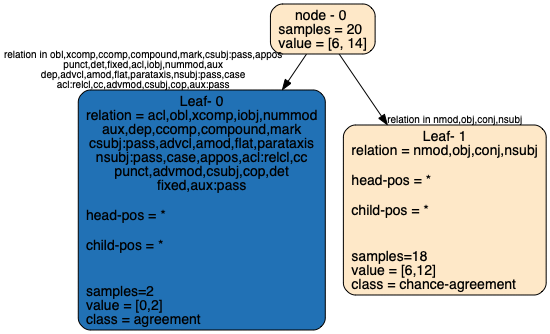 node - 0
samples = 20
value = [6, 14]
relation in obl,xcomp,ccomp,compound,mark,csubj:pass,appos
punct,det,fixed,acl,iobj,nummod,aux
dep,advcl,amod,flat,parataxis,nsubj:pass,case
acl:relcl,cc,advmod,csubj,cop,aux:pass
relation in nmod,obj,conj,nsubj
Leaf- 0
relation = acl,obl,xcomp,iobj,nummod
aux,dep,ccomp,compound,mark
csubj:pass,advcl,amod,flat,parataxis
nsubj:pass,case,appos,acl:relcl,cc
punct,advmod,csubj,cop,det
fixed,aux:pass
head-pos = *
child-pos = *
samples=2
value = [0,2]
class = agreement
Leaf- 1
relation = nmod,obj,conj,nsubj
head-pos = *
child-pos = *
samples=18
value = [6,12]
class = chance-agreement